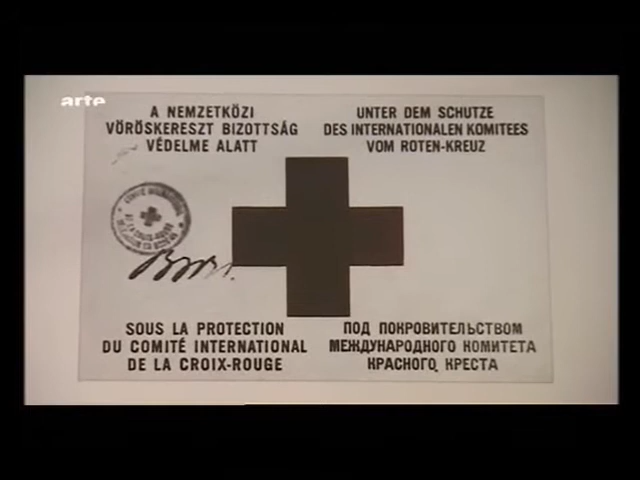 arte
A NEMZETKÖZI
VÖRÖSKERESZT BIZOTTSÁG
VÉDELME ALATT
UNTER DEM SCHUTZE
DES INTERNATIONALEN KOMITEES
VOM ROTEN-KREUZ
SOUS LA PROTECTION
DU COMITÉ INTERNATIONAL
DE LA CROIX-ROUGE
ПОД ПОКРОВИТЕЛЬСТВОМ
МЕЖДУНАРОДНОГО КОМИТЕТА
КРАСНОГО КРЕСТА